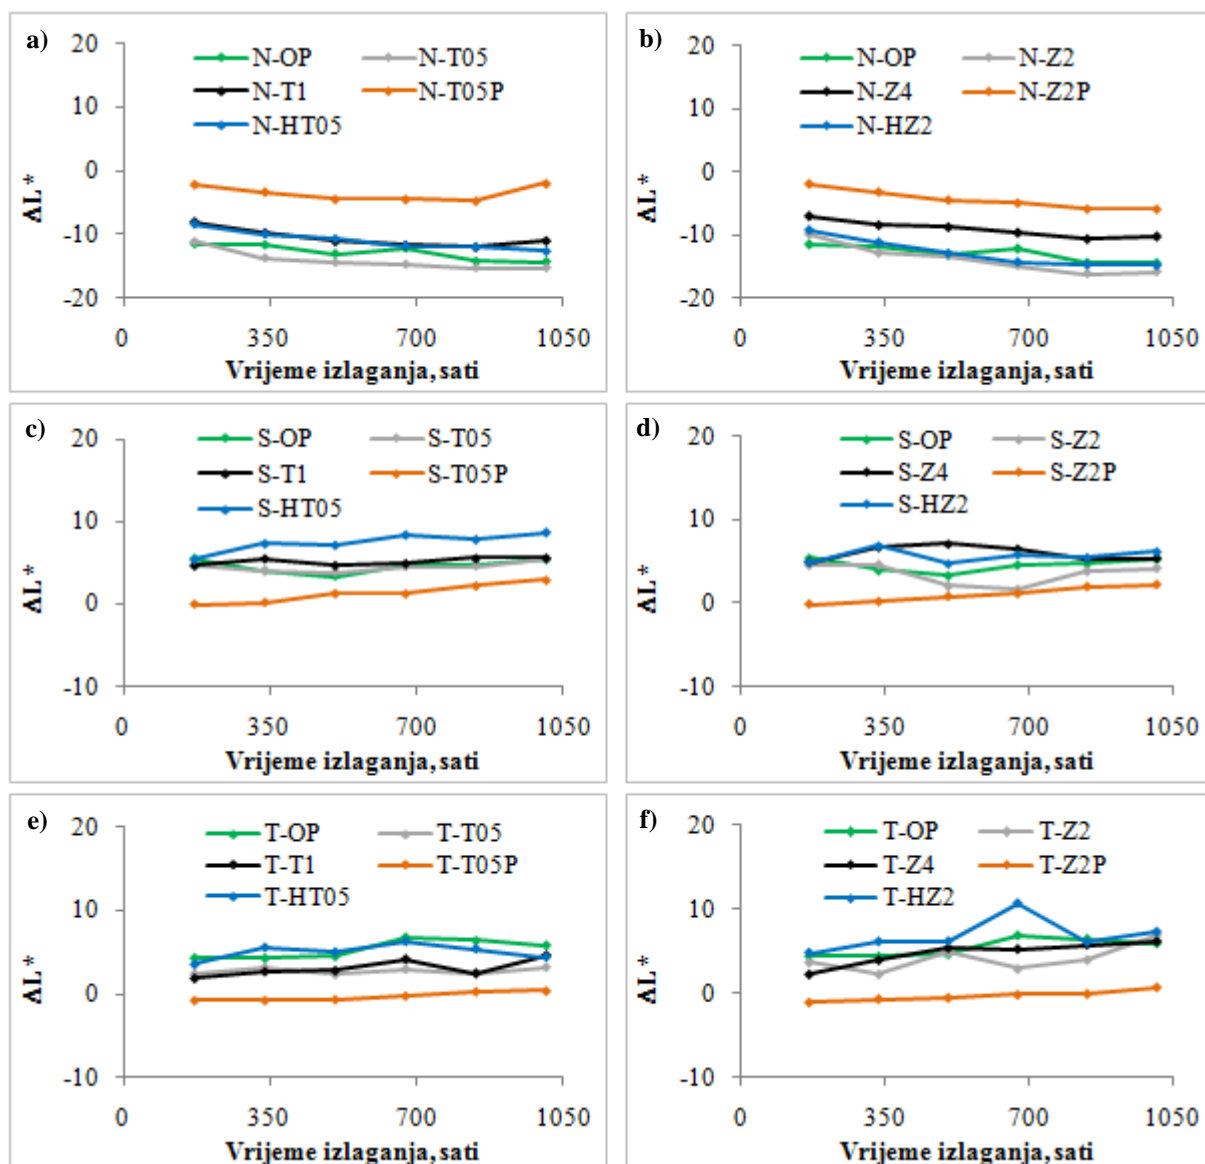 a)
20
10
0
-10
-20
ΔL*
N-OP N-T05
N-T1 N-T05P
N-HT05
0 350 700 1050
Vrijeme izlaganja, sati
b)
20
10
0
-10
-20
ΔL*
N-OP N-Z2
N-Z4 N-Z2P
N-HZ2
0 350 700 1050
Vrijeme izlaganja, sati
c)
20
10
0
-10
ΔL*
S-OP S-T05
S-T1 S-T05P
S-HT05
0 350 700 1050
Vrijeme izlaganja, sati
d)
20
10
0
-10
ΔL*
S-OP S-Z2
S-Z4 S-Z2P
S-HZ2
0 350 700 1050
Vrijeme izlaganja, sati
e)
20
10
0
-10
ΔL*
T-OP T-T05
T-T1 T-T05P
T-HT05
0 350 700 1050
Vrijeme izlaganja, sati
f)
20
10
0
-10
ΔL*
T-OP T-Z2
T-Z4 T-Z2P
T-HZ2
0 350 700 1050
Vrijeme izlaganja, sati